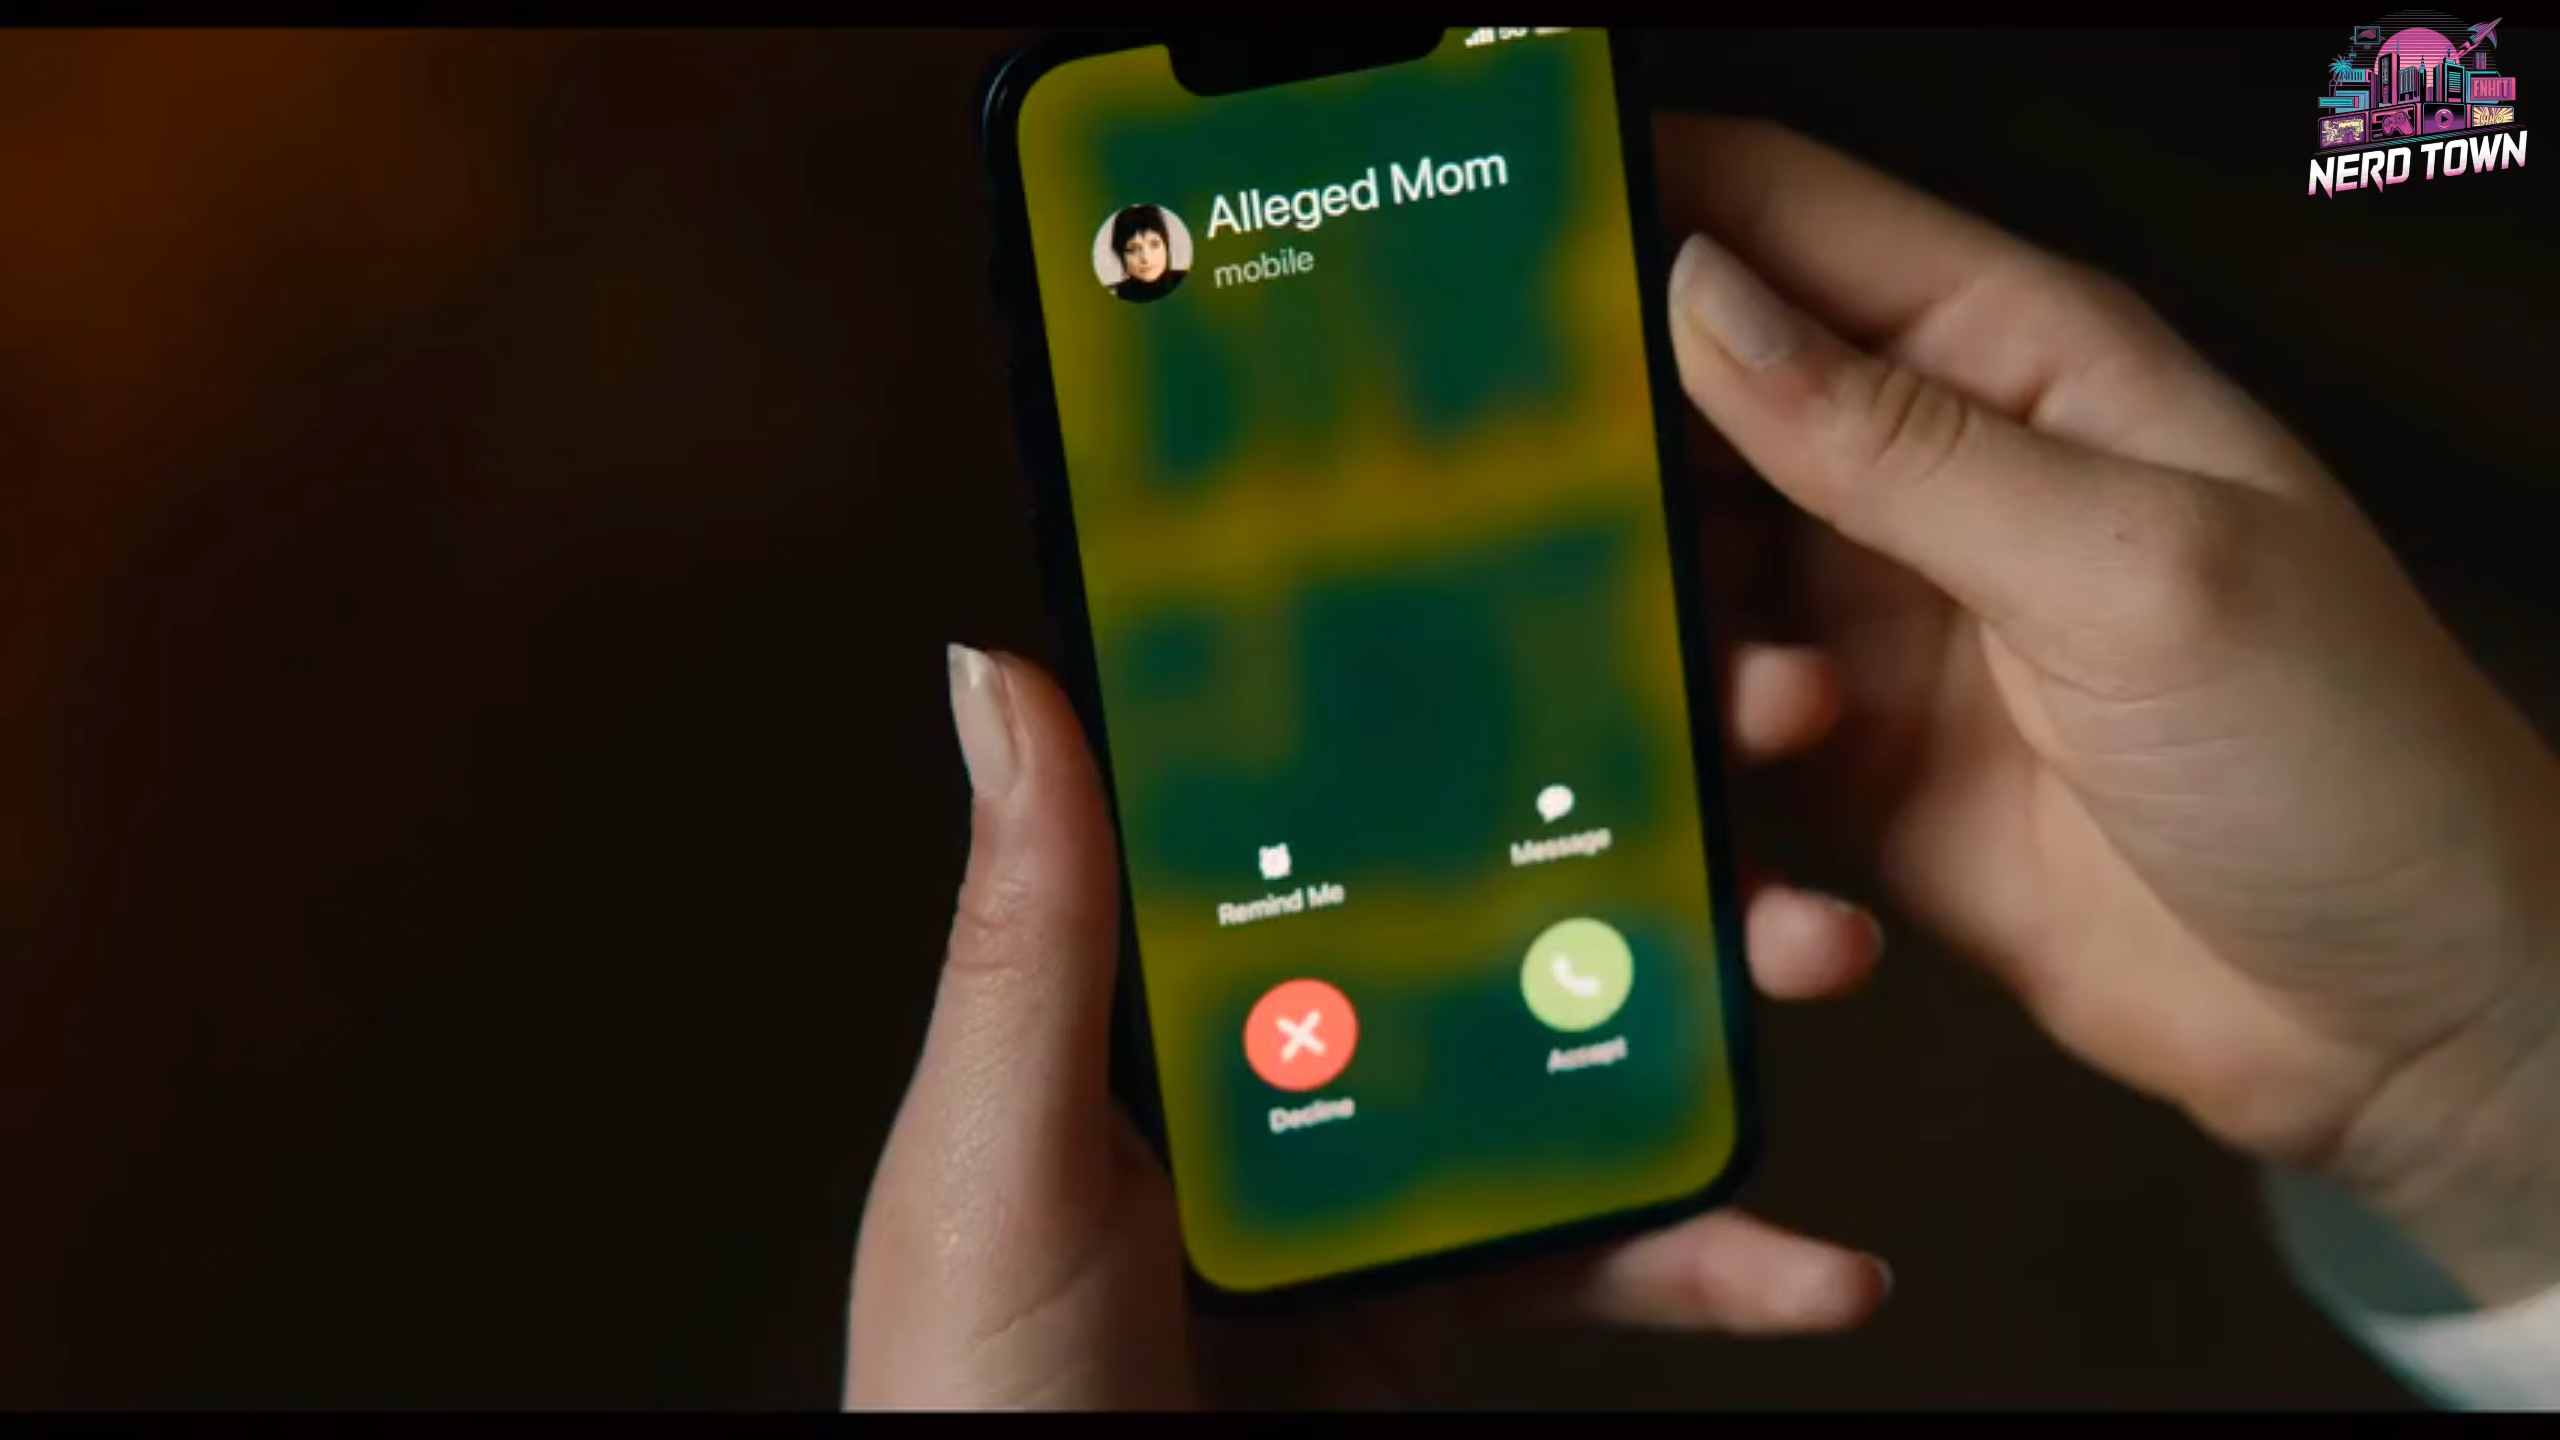 Alleged Mom
mobile
Message
Remind Me
Accept
Decline
NERD TOWN